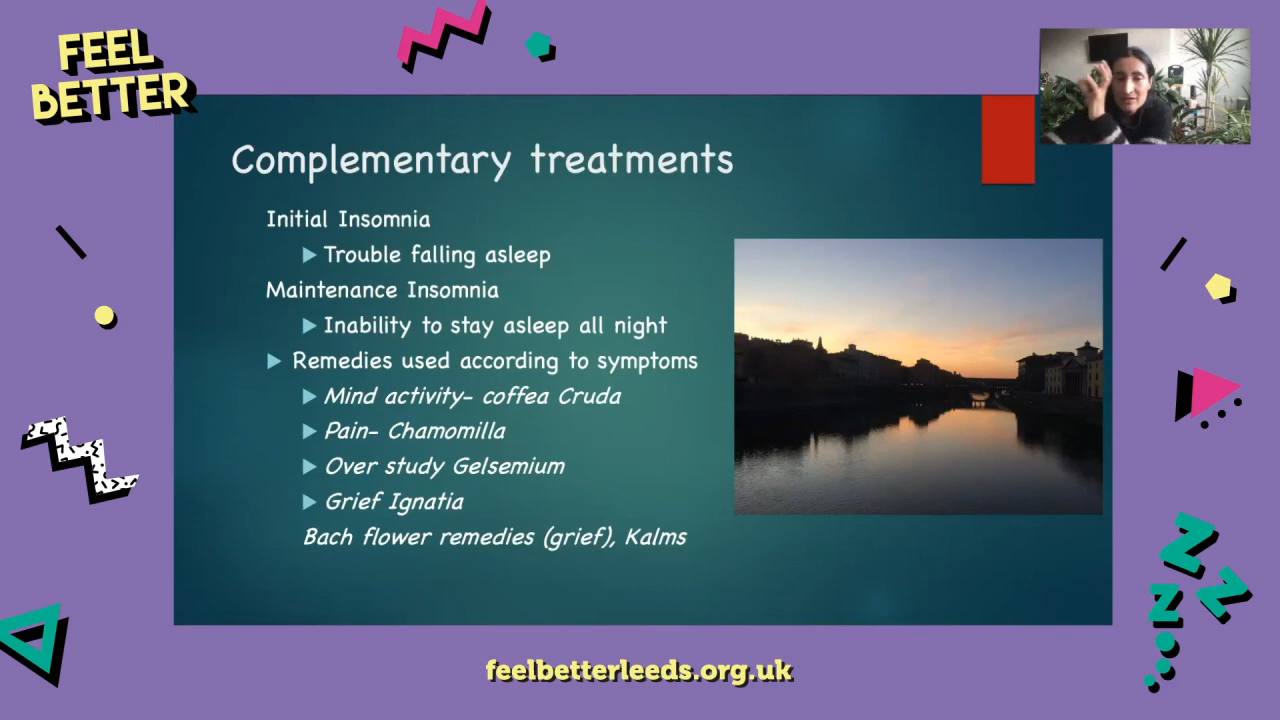 FEEL
BETTER
Complementary treatments
Initial Insomnia
Trouble falling asleep
Maintenance Insomnia
Inability to stay asleep all night
Remedies used according to symptoms
Mind activity- coffea Cruda
Pain- Chamomilla
Over study Gelsemium
Grief Ignatia
Bach flower remedies (grief), Kalms
Z
Z
Z
feelbetterleeds.org.uk